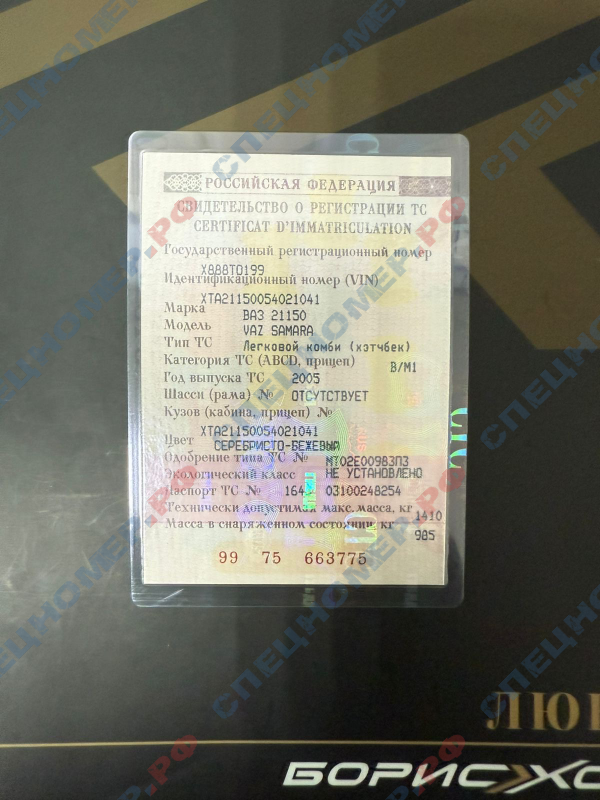 РОССИЙСКАЯ ФЕДЕРАЦИЯ
СВИДЕТЕЛЬСТВО О РЕГИСТРАЦИИ ТС
CERTIFICAT D'IMMATRICULATION
Государственный регистрационный номер
Х888ТО199
Идентификационный номер (VIN)
XTA21150054021041
Марка ВАЗ 21150
Модель VAZ SAMARA
Тип ТС Легковой комби (хэтчбек)
Категория ТС (ABCD, прицеп) B/M1
Год выпуска ТС 2005
Шасси (рама) № ОТСУТСТВУЕТ
Кузов (кабина, прицеп) №
XTA21150054021041
Цвет СЕРЕБРИСТО-БЕЖЕВЫЙ
Одобрение типа ТС №
Экологический класс НЕ УСТАНОВЛЕНО
Паспорт ТС № 03100248254
Технически допустимая макс.масса, кг 1410
Масса в снаряженном состоянии, кг 985
99 75 663775
СПЕЦНОМЕР.РФ
БОРИС